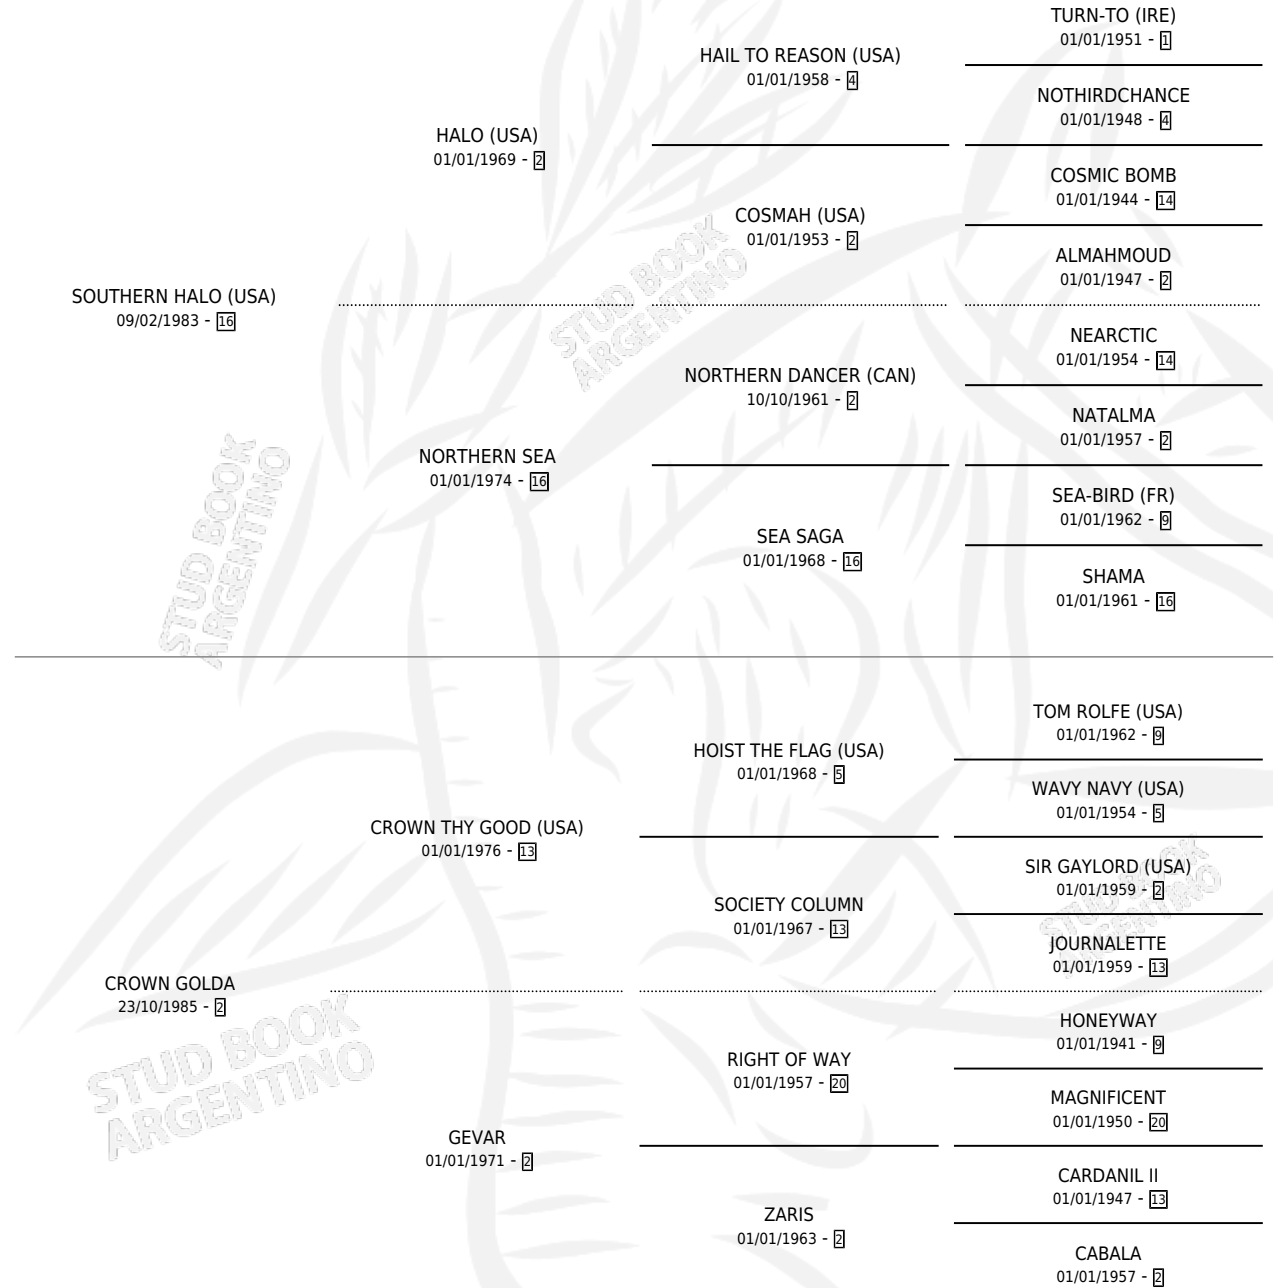 TURN-TO (IRE)
01/01/1951 - 1
HAIL TO REASON (USA)
01/01/1958 - 4
NOTHIRDCHANCE
01/01/1948 - 4
HALO (USA)
01/01/1969 - 2
COSMIC BOMB
01/01/1944 - 14
COSMAH (USA)
01/01/1953 - 2
ALMAHMOUD
01/01/1947 - 2
SOUTHERN HALO (USA)
09/02/1983 - 16
NEARCTIC
01/01/1954 - 14
NORTHERN DANCER (CAN)
10/10/1961 - 2
NATALMA
01/01/1957 - 2
NORTHERN SEA
01/01/1974 - 16
SEA-BIRD (FR)
01/01/1962 - 9
SEA SAGA
01/01/1968 - 16
SHAMA
01/01/1961 - 16
STUD BOOK
ARGENTINO
STUD BOOK
ARGENTINO
TOM ROLFE (USA)
01/01/1962 - 9
HOIST THE FLAG (USA)
01/01/1968 - 5
WAVY NAVY (USA)
01/01/1954 - 5
CROWN THY GOOD (USA)
01/01/1976 - 13
SIR GAYLORD (USA)
01/01/1959 - 2
SOCIETY COLUMN
01/01/1967 - 13
JOURNALETTE
01/01/1959 - 13
STUD BOOK
ARGENTINO
CROWN GOLDA
23/10/1985 - 2
HONEYWAY
01/01/1941 - 9
RIGHT OF WAY
01/01/1957 - 20
MAGNIFICENT
01/01/1950 - 20
STUD BOOK
ARGENTINO
GEVAR
01/01/1971 - 2
CARDANIL II
01/01/1947 - 13
ZARIS
01/01/1963 - 2
CABALA
01/01/1957 - 2